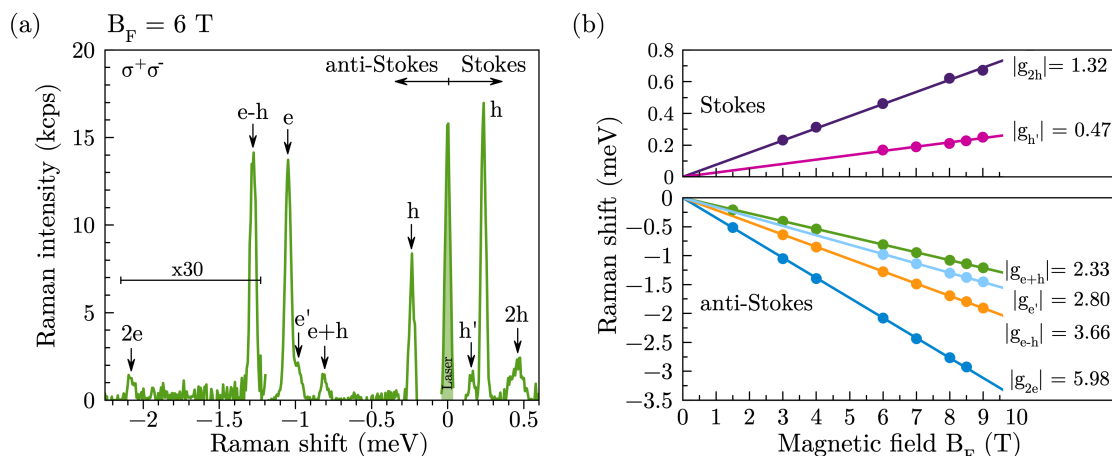 (a) B_F = 6 T
σ⁺σ⁻
anti-Stokes Stokes
e-h e h
h
x30
2e e' e+h h' 2h
Laser
20
15
10
5
0
Raman intensity (kcps)
−2 −1.5 −1 −0.5 0 0.5
Raman shift (meV)
(b)
0.8
0.6
0.4
0.2
0
Stokes
|g_2h|= 1.32
|g_h'|= 0.47
Raman shift (meV)
0
−0.5
−1
−1.5
−2
−2.5
−3
−3.5
anti-Stokes
|g_e+h|= 2.33
|g_e'|= 2.80
|g_e-h|= 3.66
|g_2e|= 5.98
0 1 2 3 4 5 6 7 8 9 10
Magnetic field B_F (T)